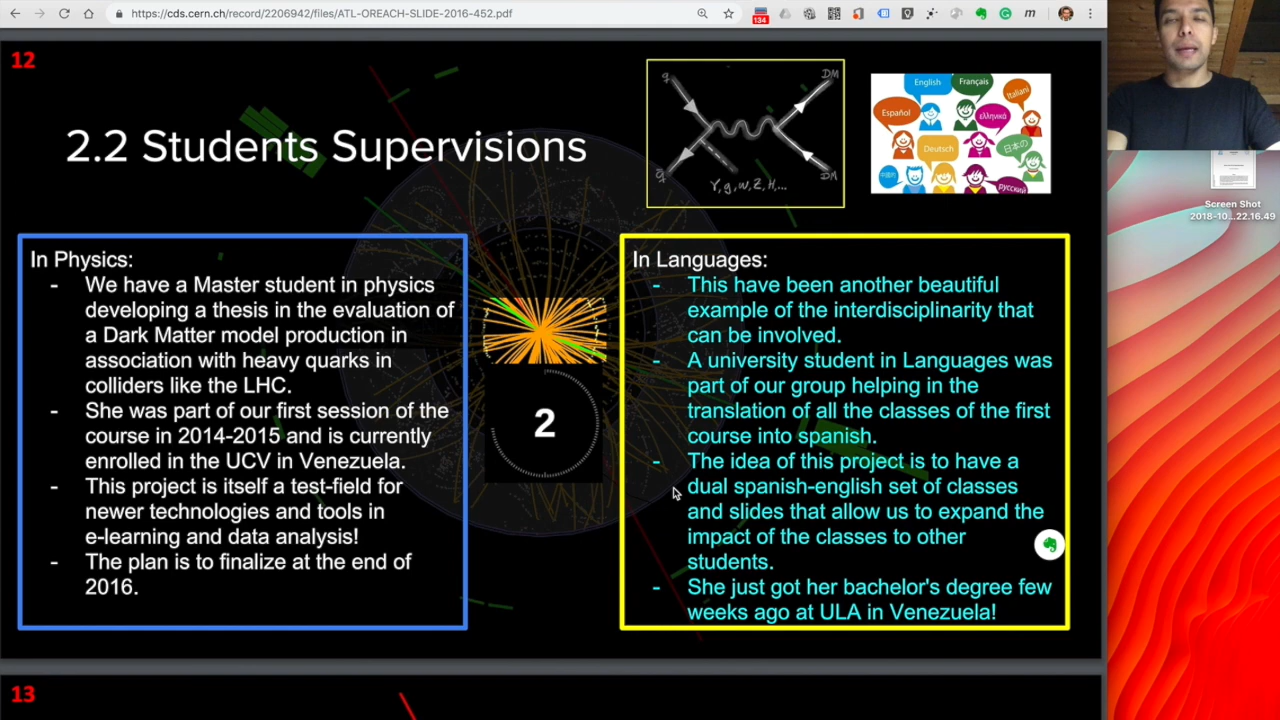 https://cds.cern.ch/record/2206942/files/ATL-OREACH-SLIDE-2016-452.pdf
134
12
2.2 Students Supervisions
q
DM
q̄
DM
γ, g, w, Z, H,...
English
Français
Italiani
Español
ελληνικά
Deutsch
日本の
中國的
русский
In Physics:
- We have a Master student in physics
developing a thesis in the evaluation of
a Dark Matter model production in
association with heavy quarks in
colliders like the LHC.
- She was part of our first session of the
course in 2014-2015 and is currently
enrolled in the UCV in Venezuela.
- This project is itself a test-field for
newer technologies and tools in
e-learning and data analysis!
- The plan is to finalize at the end of
2016.
2
In Languages:
- This have been another beautiful
example of the interdisciplinarity that
can be involved.
- A university student in Languages was
part of our group helping in the
translation of all the classes of the first
course into spanish.
- The idea of this project is to have a
dual spanish-english set of classes
and slides that allow us to expand the
impact of the classes to other
students.
- She just got her bachelor's degree few
weeks ago at ULA in Venezuela!
13
Screen Shot
2018-10...22.16.49